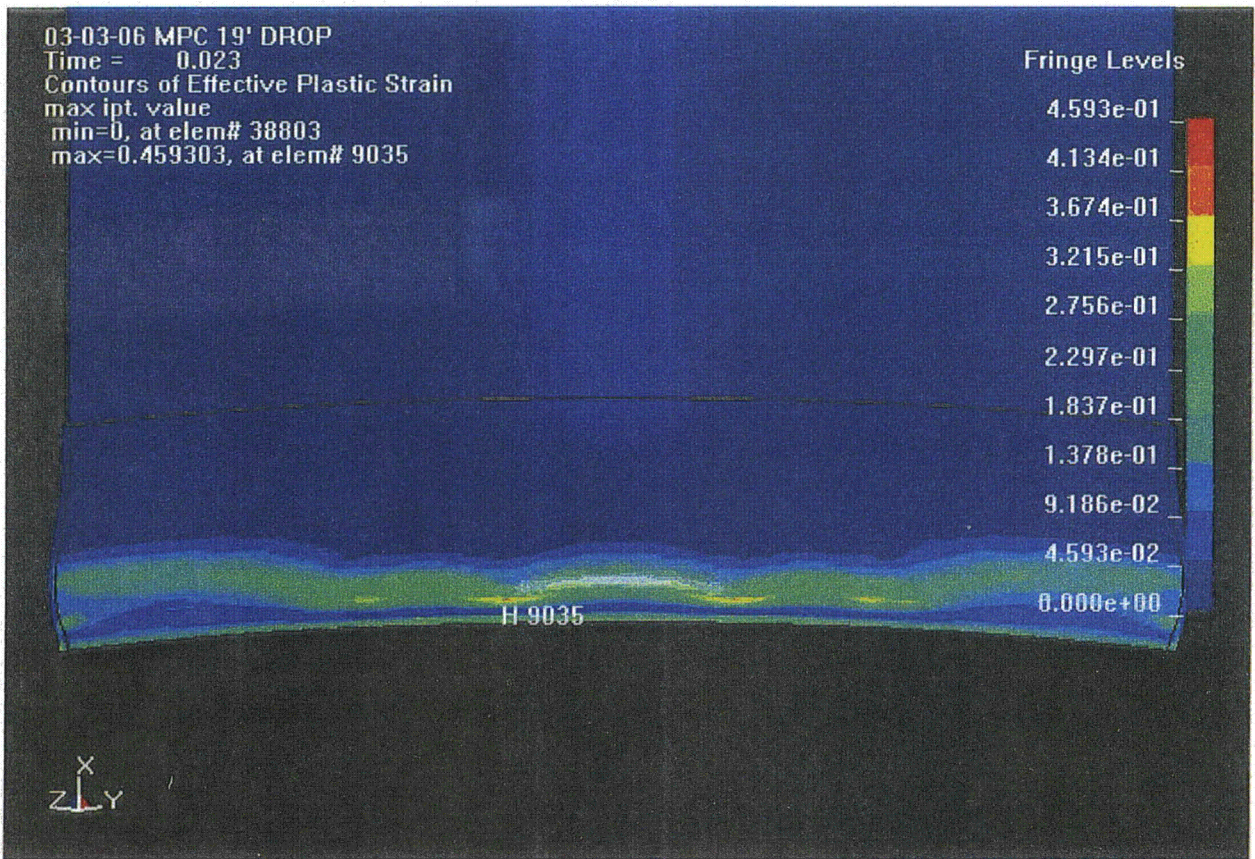 03-03-06 MPC 19' DROP
Time = 0.023
Contours of Effective Plastic Strain
max ipt. value
min=0, at elem# 38803
max=0.459303, at elem# 9035
Fringe Levels
4.593e-01
4.134e-01
3.674e-01
3.215e-01
2.756e-01
2.297e-01
1.837e-01
1.378e-01
9.186e-02
4.593e-02
0.000e+00
H 9035
X
Z Y